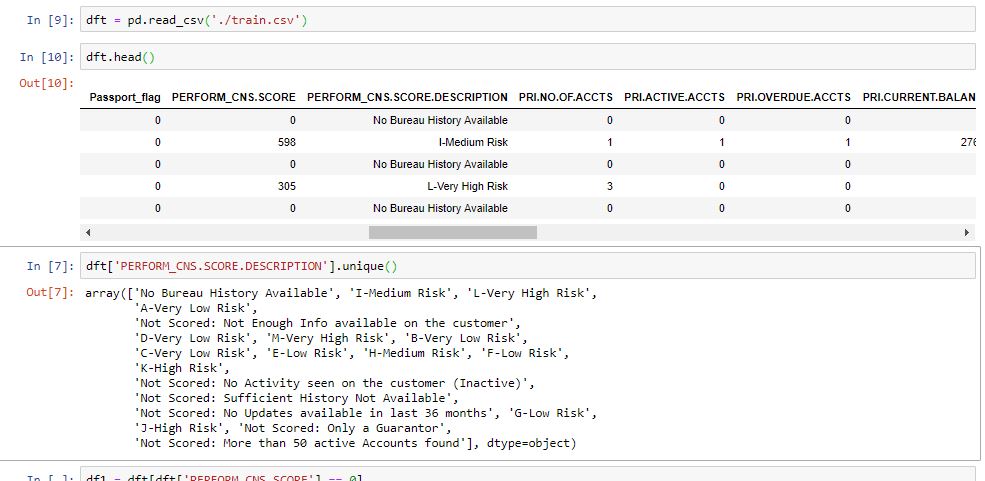 In [9]: dft = pd.read_csv('./train.csv')
In [10]: dft.head()
Out[10]:
Passport_flag PERFORM_CNS.SCORE PERFORM_CNS.SCORE.DESCRIPTION PRI.NO.OF.ACCTS PRI.ACTIVE.ACCTS PRI.OVERDUE.ACCTS PRI.CURRENT.BALAN
0 0 No Bureau History Available 0 0 0
0 598 I-Medium Risk 1 1 1 276
0 0 No Bureau History Available 0 0 0
0 305 L-Very High Risk 3 0 0
0 0 No Bureau History Available 0 0 0
In [7]: dft['PERFORM_CNS.SCORE.DESCRIPTION'].unique()
Out[7]: array(['No Bureau History Available', 'I-Medium Risk', 'L-Very High Risk',
'A-Very Low Risk',
'Not Scored: Not Enough Info available on the customer',
'D-Very Low Risk', 'M-Very High Risk', 'B-Very Low Risk',
'C-Very Low Risk', 'E-Low Risk', 'H-Medium Risk', 'F-Low Risk',
'K-High Risk',
'Not Scored: No Activity seen on the customer (Inactive)',
'Not Scored: Sufficient History Not Available',
'Not Scored: No Updates available in last 36 months', 'G-Low Risk',
'J-High Risk', 'Not Scored: Only a Guarantor',
'Not Scored: More than 50 active Accounts found'], dtype=object)
In [ ]: df1 = dft[dft['PERFORM_CNS.SCORE'] == 0]